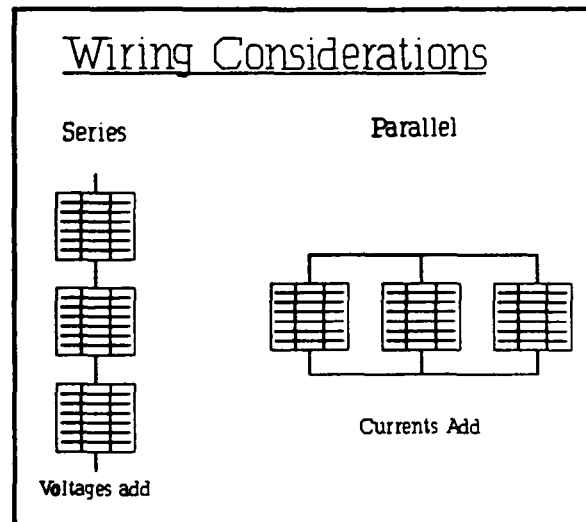 Wiring Considerations
Series
Parallel
Voltages add
Currents Add